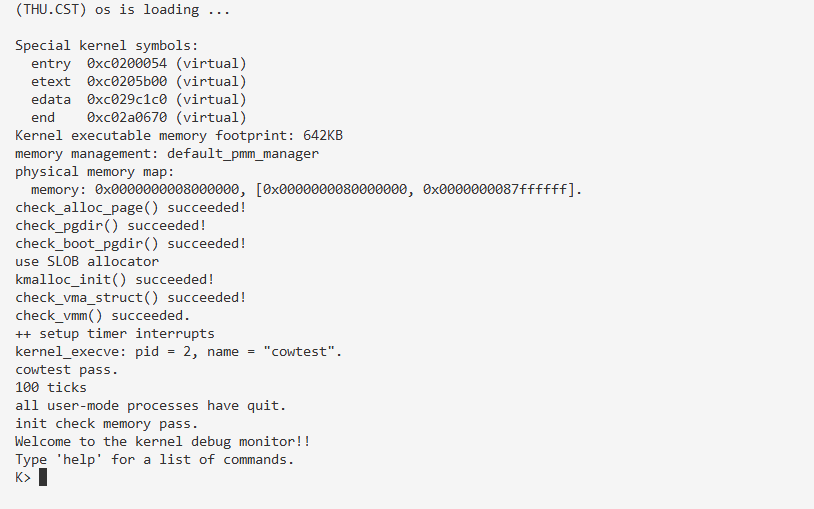 (THU.CST) os is loading ...
Special kernel symbols:
entry 0xc0200054 (virtual)
etext 0xc0205b00 (virtual)
edata 0xc029c1c0 (virtual)
end 0xc02a0670 (virtual)
Kernel executable memory footprint: 642KB
memory management: default_pmm_manager
physical memory map:
memory: 0x0000000008000000, [0x0000000080000000, 0x0000000087ffffff].
check_alloc_page() succeeded!
check_pgdir() succeeded!
check_boot_pgdir() succeeded!
use SLOB allocator
kmalloc_init() succeeded!
check_vma_struct() succeeded!
check_vmm() succeeded.
++ setup timer interrupts
kernel_execve: pid = 2, name = "cowtest".
cowtest pass.
100 ticks
all user-mode processes have quit.
init check memory pass.
Welcome to the kernel debug monitor!!
Type 'help' for a list of commands.
K>